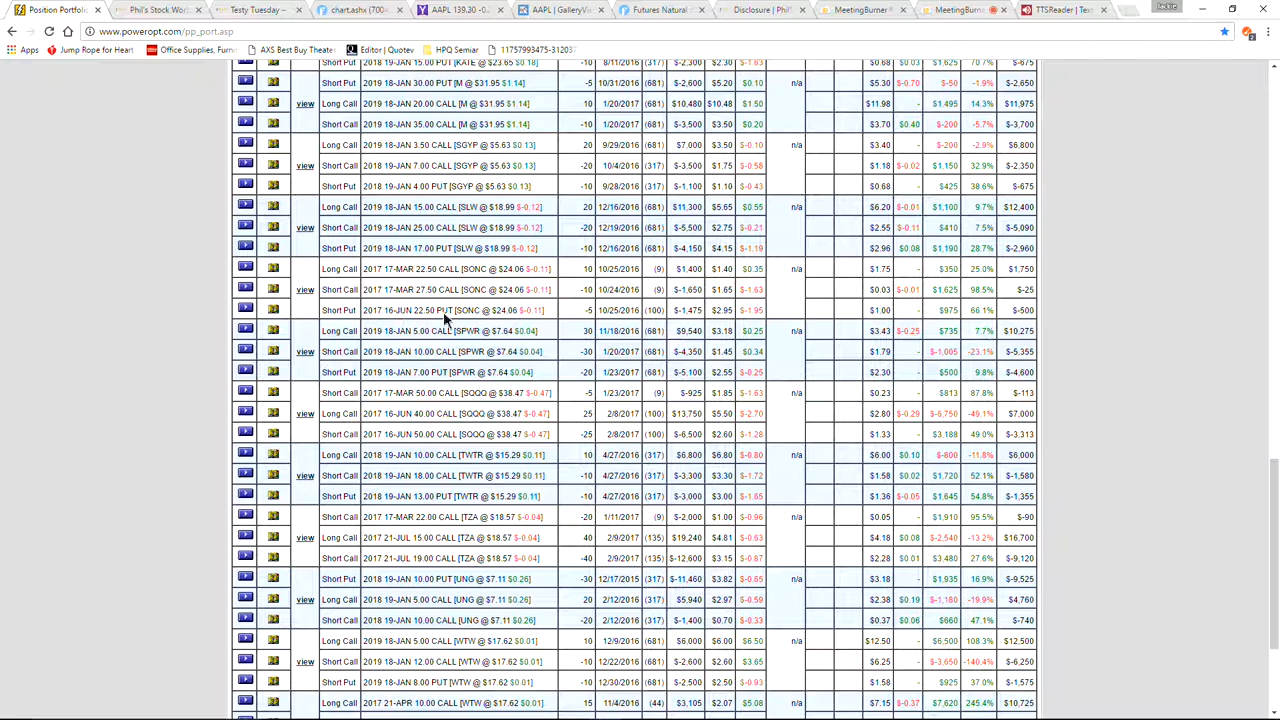 Position Portfolio
Phil's Stock Wor
Testy Tuesday –
chart.ashx (700×
AAPL 139.30 -0.
AAPL | GalleryVie
Futures Natural
Disclosure | Phil
MeetingBurner
MeetingBurn
TTSReader | Text
Jackie
www.poweropt.com/pp_port.asp
Apps Jump Rope for Heart Office Supplies, Furn AXS Best Buy Theater Editor | Quotev HPQ Semiar 11757993475-312037
Short Put 2018 19-JAN 15.00 PUT [KATE @ $23.65 $0.18] -10 8/11/2016 (317) $-2,300 $2.30 $-1.63 $0.68 $0.03 $1,625 70.7% $-675
Short Put 2019 18-JAN 30.00 PUT [M @ $31.95 $1.14] -5 10/31/2016 (681) $-2,600 $5.20 $0.10 n/a $5.30 $-0.70 $-50 -1.9% $-2,650
view Long Call 2019 18-JAN 20.00 CALL [M @ $31.95 $1.14] 10 1/20/2017 (681) $10,480 $10.48 $1.50 $11.98 - $1,495 14.3% $11,975
Short Call 2019 18-JAN 35.00 CALL [M @ $31.95 $1.14] -10 1/20/2017 (681) $-3,500 $3.50 $0.20 $3.70 $0.40 $-200 -5.7% $-3,700
Long Call 2019 18-JAN 3.50 CALL [SGYP @ $5.63 $0.13] 20 9/29/2016 (681) $7,000 $3.50 $-0.10 n/a $3.40 - $-200 -2.9% $6,800
view Short Call 2018 19-JAN 7.00 CALL [SGYP @ $5.63 $0.13] -20 10/4/2016 (317) $-3,500 $1.75 $-0.58 $1.18 $-0.02 $1,150 32.9% $-2,350
Short Put 2018 19-JAN 4.00 PUT [SGYP @ $5.63 $0.13] -10 9/28/2016 (317) $-1,100 $1.10 $-0.43 $0.68 $425 38.6% $-675
Long Call 2019 18-JAN 15.00 CALL [SLW @ $18.99 $-0.12] 20 12/16/2016 (681) $11,300 $5.65 $0.55 n/a $6.20 $-0.01 $1,100 9.7% $12,400
view Short Call 2019 18-JAN 25.00 CALL [SLW @ $18.99 $-0.12] -20 12/19/2016 (681) $-5,500 $2.75 $-0.21 $2.55 $-0.11 $410 7.5% $-5,090
Short Put 2019 18-JAN 17.00 PUT [SLW @ $18.99 $-0.12] -10 12/16/2016 (681) $-4,150 $4.15 $-1.19 $2.96 $0.08 $1,190 28.7% $-2,960
Long Call 2017 17-MAR 22.50 CALL [SONC @ $24.06 $-0.11] 10 10/25/2016 (9) $1,400 $1.40 $0.35 n/a $1.75 - $350 25.0% $1,750
view Short Call 2017 17-MAR 27.50 CALL [SONC @ $24.06 $-0.11] -10 10/24/2016 (9) $-1,650 $1.65 $-1.63 $0.03 $-0.01 $1,625 98.5% $-25
Short Put 2017 16-JUN 22.50 PUT [SONC @ $24.06 $-0.11] -5 10/25/2016 (100) $-1,475 $2.95 $-1.95 $1.00 - $975 66.1% $-500
Long Call 2019 18-JAN 5.00 CALL [SPWR @ $7.64 $0.04] 30 11/18/2016 (681) $9,540 $3.18 $0.25 n/a $3.43 $-0.25 $735 7.7% $10,275
view Short Call 2019 18-JAN 10.00 CALL [SPWR @ $7.64 $0.04] -30 1/20/2017 (681) $-4,350 $1.45 $0.34 $1.79 - $-1,005 -23.1% $-5,355
Short Put 2019 18-JAN 7.00 PUT [SPWR @ $7.64 $0.04] -20 1/23/2017 (681) $-5,100 $2.55 $-0.25 $2.30 - $500 9.8% $-4,600
Short Call 2017 17-MAR 50.00 CALL [SQQQ @ $38.47 $-0.47] -5 1/23/2017 (9) $-925 $1.85 $-1.63 n/a $0.23 - $813 87.8% $-113
view Long Call 2017 16-JUN 40.00 CALL [SQQQ @ $38.47 $-0.47] 25 2/8/2017 (100) $13,750 $5.50 $-2.70 $2.80 $-0.29 $-6,750 -49.1% $7,000
Short Call 2017 16-JUN 50.00 CALL [SQQQ @ $38.47 $-0.47] -25 2/8/2017 (100) $-6,500 $2.60 $-1.28 $1.33 $3,188 49.0% $-3,313
Long Call 2018 19-JAN 10.00 CALL [TWTR @ $15.29 $0.11] 10 4/27/2016 (317) $6,800 $6.80 $-0.80 n/a $6.00 $0.10 $-800 -11.8% $6,000
view Short Call 2018 19-JAN 18.00 CALL [TWTR @ $15.29 $0.11] -10 4/27/2016 (317) $-3,300 $3.30 $-1.72 $1.58 $0.02 $1,720 52.1% $-1,580
Short Put 2018 19-JAN 13.00 PUT [TWTR @ $15.29 $0.11] -10 4/27/2016 (317) $-3,000 $3.00 $-1.65 $1.36 $-0.05 $1,645 54.8% $-1,355
Short Call 2017 17-MAR 22.00 CALL [TZA @ $18.57 $-0.04] -20 1/11/2017 (9) $-2,000 $1.00 $-0.96 n/a $0.05 - $1,910 95.5% $-90
view Long Call 2017 21-JUL 15.00 CALL [TZA @ $18.57 $-0.04] 40 2/9/2017 (135) $19,240 $4.81 $-0.63 $4.18 $0.08 $-2,540 -13.2% $16,700
Short Call 2017 21-JUL 19.00 CALL [TZA @ $18.57 $-0.04] -40 2/9/2017 (135) $-12,600 $3.15 $-0.87 $2.28 $0.01 $3,480 27.6% $-9,120
Short Put 2018 19-JAN 10.00 PUT [UNG @ $7.11 $0.26] -30 12/17/2015 (317) $-11,460 $3.82 $-0.65 n/a $3.18 - $1,935 16.9% $-9,525
view Long Call 2018 19-JAN 5.00 CALL [UNG @ $7.11 $0.26] 20 2/12/2016 (317) $5,940 $2.97 $-0.59 $2.38 $0.19 $-1,180 -19.9% $4,760
Short Call 2018 19-JAN 10.00 CALL [UNG @ $7.11 $0.26] -20 2/12/2016 (317) $-1,400 $0.70 $-0.33 $0.37 $0.06 $660 47.1% $-740
Long Call 2019 18-JAN 5.00 CALL [WTW @ $17.62 $0.01] 10 12/9/2016 (681) $6,000 $6.00 $6.50 n/a $12.50 - $6,500 108.3% $12,500
view Short Call 2019 18-JAN 12.00 CALL [WTW @ $17.62 $0.01] -10 12/22/2016 (681) $-2,600 $2.60 $3.65 $6.25 - $-3,650 -140.4% $-6,250
Short Put 2019 18-JAN 8.00 PUT [WTW @ $17.62 $0.01] -10 12/30/2016 (681) $-2,500 $2.50 $-0.93 $1.58 $925 37.0% $-1,575
Long Call 2017 21-APR 10.00 CALL [WTW @ $17.62 $0.01] 15 11/4/2016 (44) $3,105 $2.07 $5.08 n/a $7.15 $-0.37 $7,620 245.4% $10,725